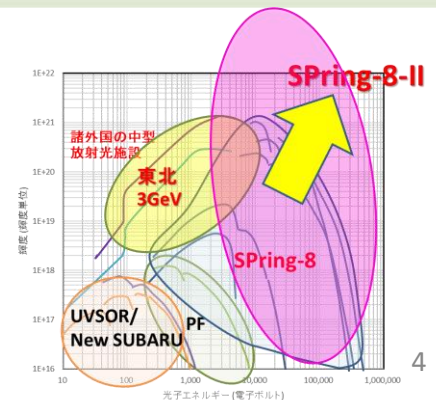 SPring-8-II
1E+22
1E+21
1E+20
1E+19
1E+18
1E+17
1E+16
輝度 (輝度単位)
諸外国の中型
放射光施設
東北
3GeV
SPring-8
UVSOR/
New SUBARU
PF
10
100
1,000
10,000
100,000
1,000,000
光子エネルギー (電子ボルト)
4